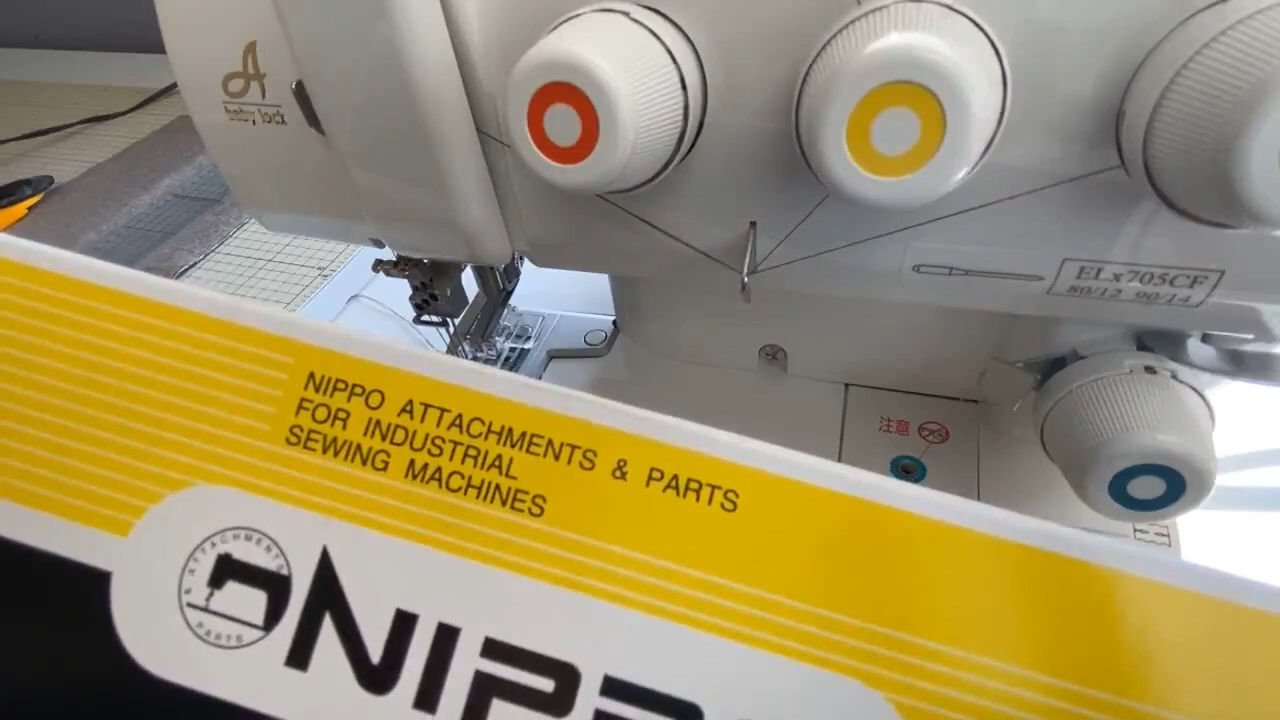 baby lock
ELx705CF
80/12 90/14
注意
NIPPO ATTACHMENTS & PARTS
FOR INDUSTRIAL
SEWING MACHINES
& ATTACHMENTS
PARTS
NIPP